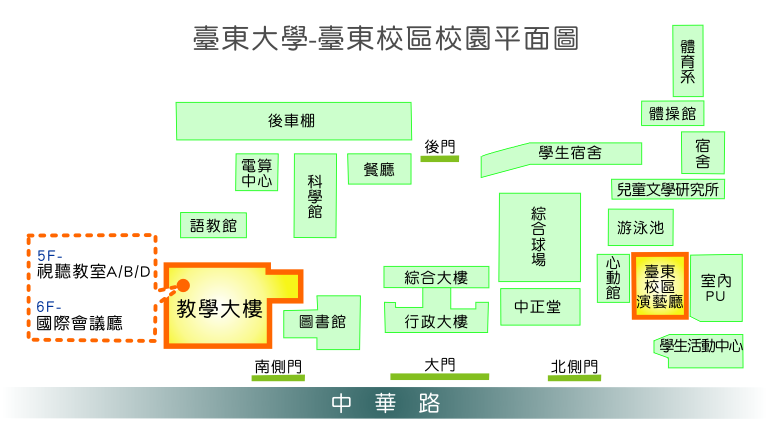 臺東大學-臺東校區校園平面圖
體
育
系
體操館
後車棚
後門
學生宿舍
宿
舍
電算
中心
科
學
館
餐廳
兒童文學研究所
語教館
綜
合
球
場
游泳池
5F-
視聽教室A/B/D
6F-
國際會議廳
教學大樓
圖書館
綜合大樓
行政大樓
中正堂
心
動
館
臺東
校區
演藝廳
室內
PU
學生活動中心
南側門
大門
北側門
中 華 路